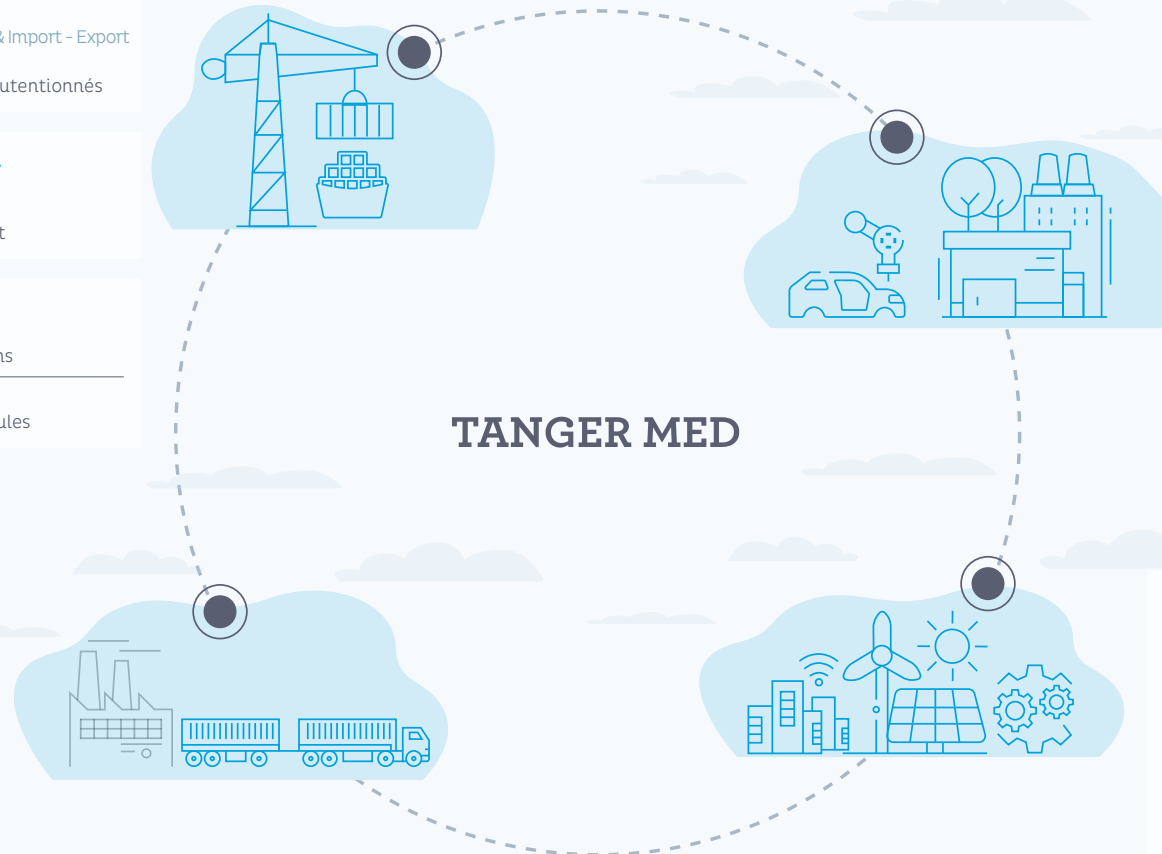 & Import - Export
utentionnés
t
ns
ules
TANGER MED